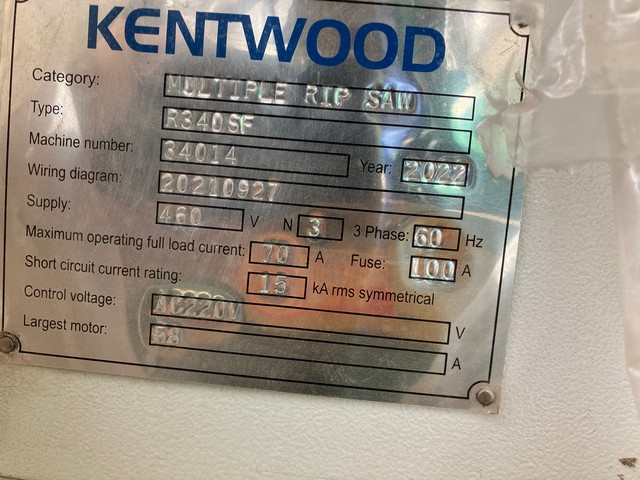 KENTWOOD
Category: MULTIPLE RIP SAW
Type: R340SF
Machine number: 34014 Year: 2022
Wiring diagram: 20210927
Supply: 460 V N 3 3 Phase: 60 Hz
Maximum operating full load current: 70 A Fuse: 100 A
Short circuit current rating: 15 kA rms symmetrical
Control voltage: AC220V V
Largest motor: 58 A